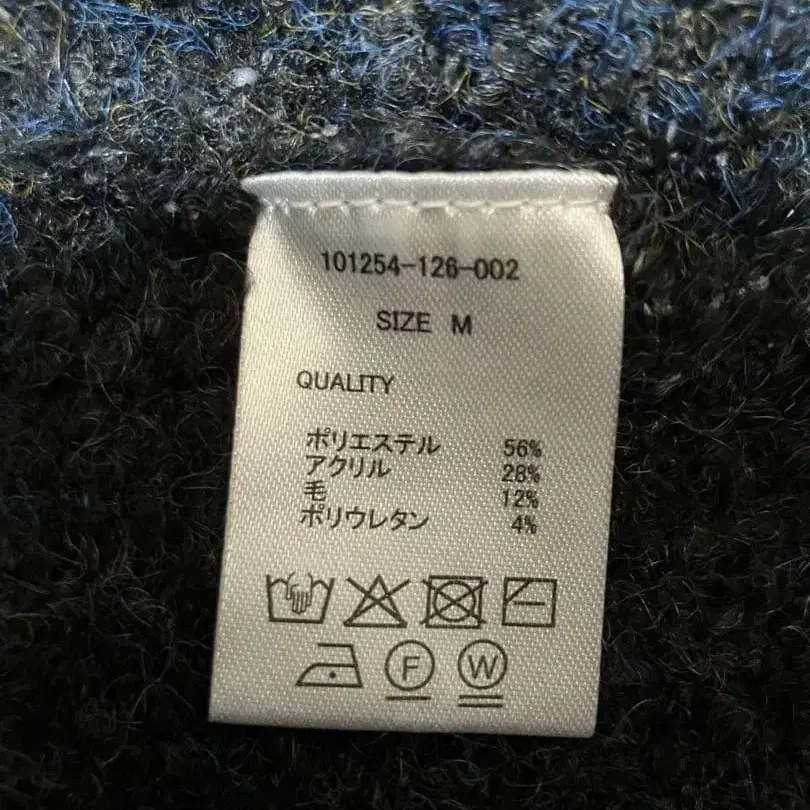 101254-126-002
SIZE M
QUALITY
ポリエステル 56%
アクリル 28%
毛 12%
ポリウレタン 4%
F W